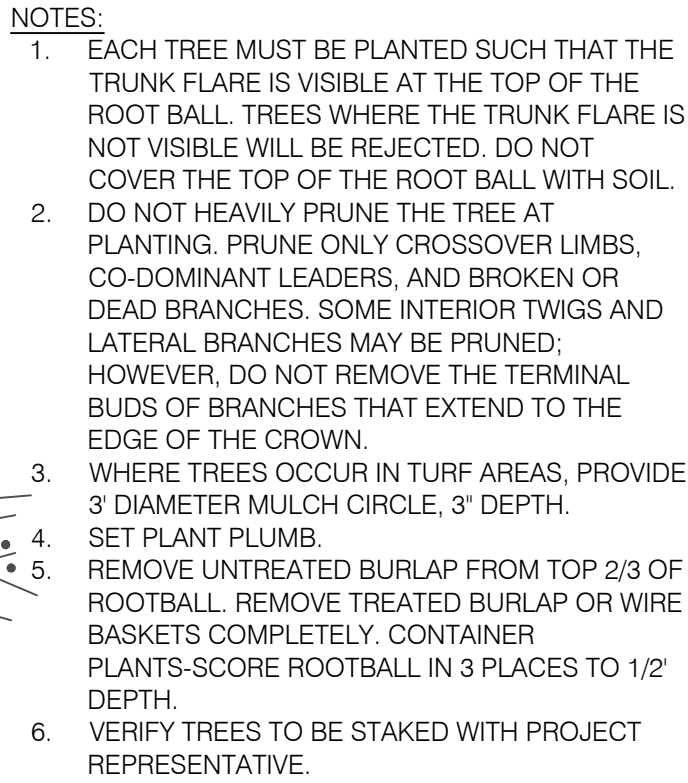 NOTES:
1. EACH TREE MUST BE PLANTED SUCH THAT THE
TRUNK FLARE IS VISIBLE AT THE TOP OF THE
ROOT BALL. TREES WHERE THE TRUNK FLARE IS
NOT VISIBLE WILL BE REJECTED. DO NOT
COVER THE TOP OF THE ROOT BALL WITH SOIL.
2. DO NOT HEAVILY PRUNE THE TREE AT
PLANTING. PRUNE ONLY CROSSOVER LIMBS,
CO-DOMINANT LEADERS, AND BROKEN OR
DEAD BRANCHES. SOME INTERIOR TWIGS AND
LATERAL BRANCHES MAY BE PRUNED;
HOWEVER, DO NOT REMOVE THE TERMINAL
BUDS OF BRANCHES THAT EXTEND TO THE
EDGE OF THE CROWN.
3. WHERE TREES OCCUR IN TURF AREAS, PROVIDE
3' DIAMETER MULCH CIRCLE, 3" DEPTH.
4. SET PLANT PLUMB.
5. REMOVE UNTREATED BURLAP FROM TOP 2/3 OF
ROOTBALL. REMOVE TREATED BURLAP OR WIRE
BASKETS COMPLETELY. CONTAINER
PLANTS-SCORE ROOTBALL IN 3 PLACES TO 1/2'
DEPTH.
6. VERIFY TREES TO BE STAKED WITH PROJECT
REPRESENTATIVE.